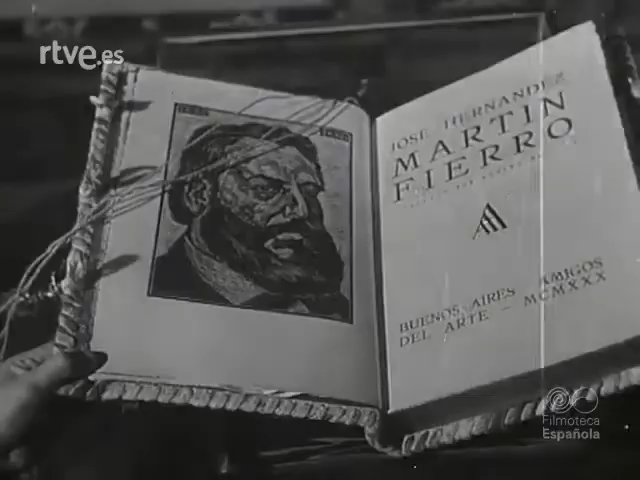 rtve.es
JOSE HERNANDEZ
MARTIN
FIERRO
BUENOS-AIRES AMIGOS
DEL ARTE - MCMXXX
Filmoteca
Española